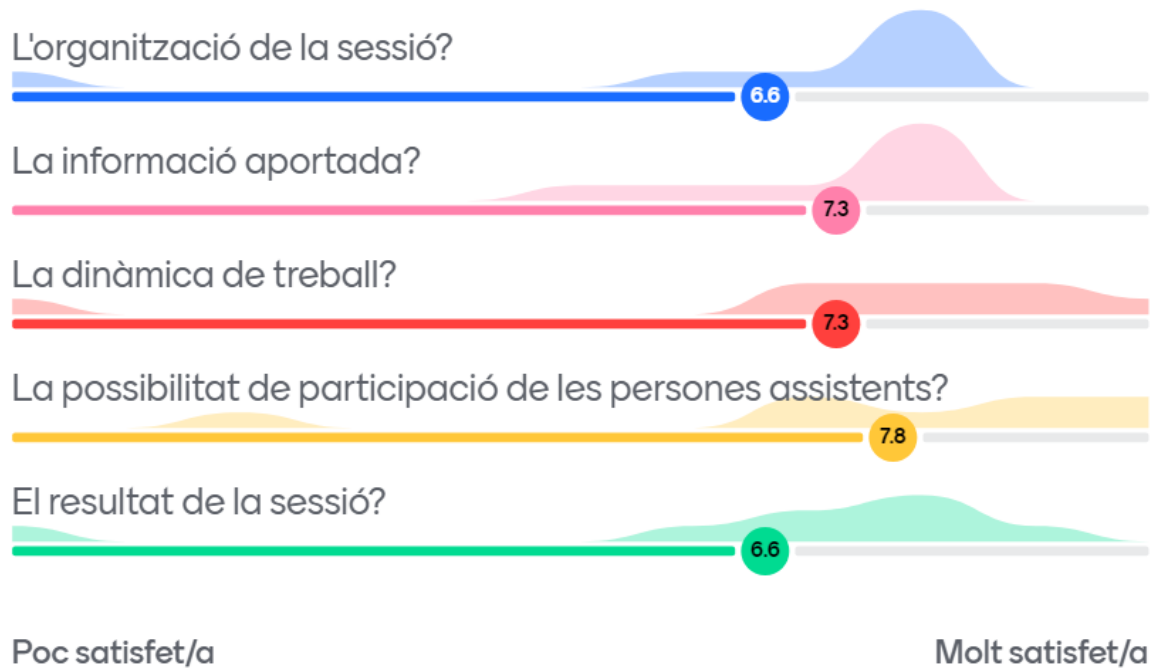 L'organització de la sessió?
6.6
La informació aportada?
7.3
La dinàmica de treball?
7.3
La possibilitat de participació de les persones assistents?
7.8
El resultat de la sessió?
6.6
Poc satisfet/a
Molt satisfet/a